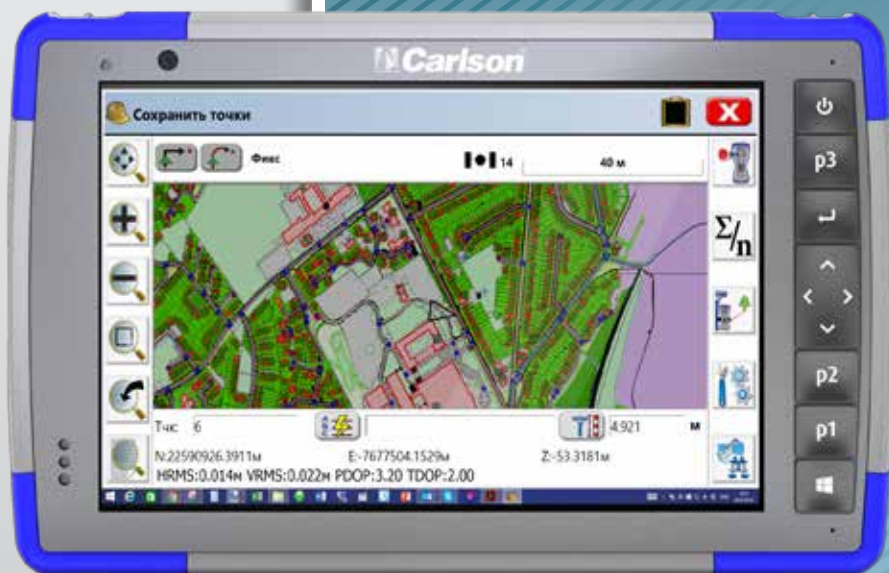 Carlson
Сохранить точки
Фикс
14
40 м
Σ/n
Тчк: 6
4.921 м
N:22590926.3911м E:-7677504.1529м Z:-53.3181м
HRMS:0.014м VRMS:0.022м PDOP:3.20 TDOP:2.00
p3
p2
p1